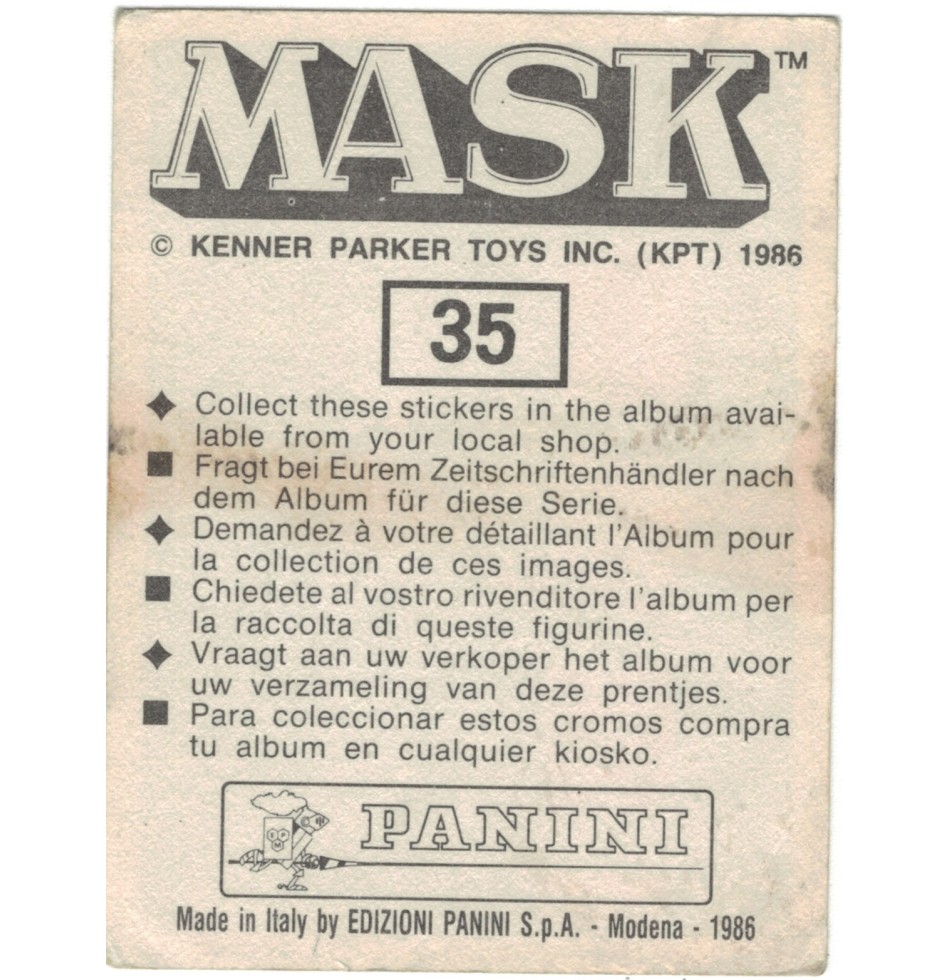 MASK™
© KENNER PARKER TOYS INC. (KPT) 1986
35
Collect these stickers in the album avai-
lable from your local shop.
Fragt bei Eurem Zeitschriftenhändler nach
dem Album für diese Serie.
Demandez à votre détaillant l'Album pour
la collection de ces images.
Chiedete al vostro rivenditore l'album per
la raccolta di queste figurine.
Vraagt aan uw verkoper het album voor
uw verzameling van deze prentjes.
Para coleccionar estos cromos compra
tu album en cualquier kiosko.
PANINI
Made in Italy by EDIZIONI PANINI S.p.A. - Modena - 1986